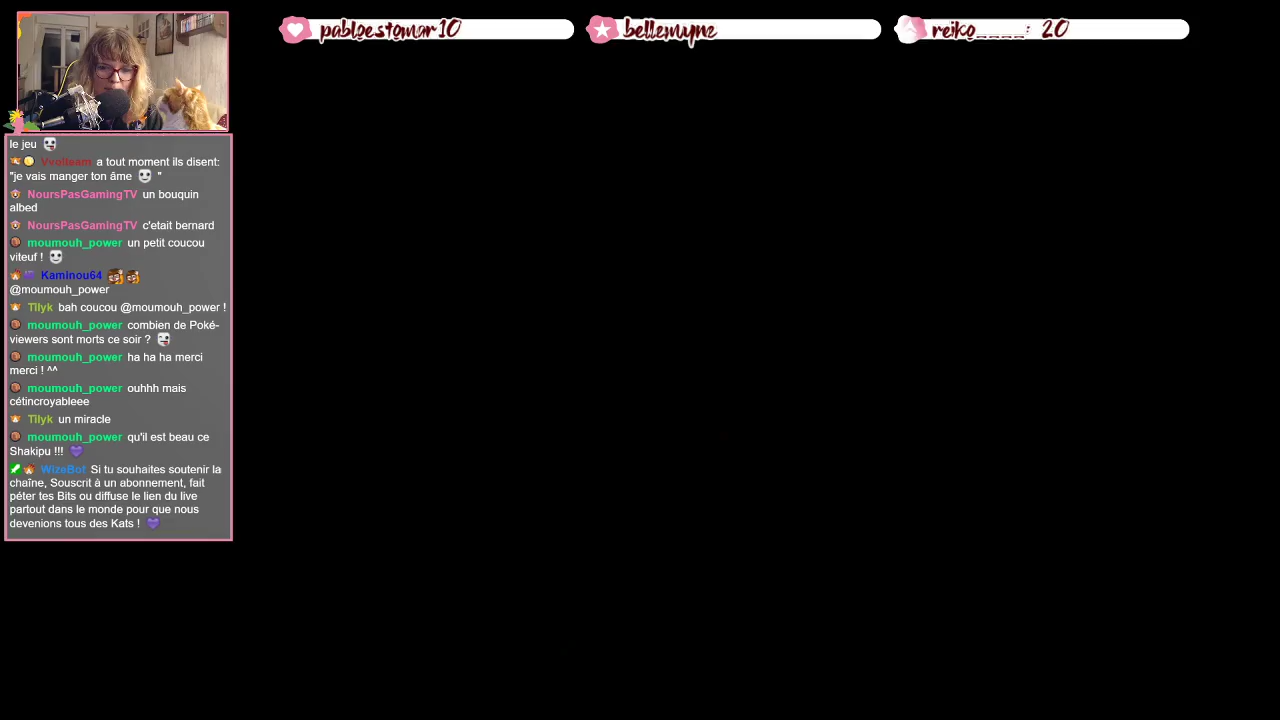 pabloestomar10
bellemyne
reiko____: 20
le jeu
Vvolteam a tout moment ils disent:
"je vais manger ton âme "
NoursPasGamingTV un bouquin
albed
NoursPasGamingTV c'etait bernard
moumouh_power un petit coucou
viteuf !
Kaminou64
@moumouh_power
Tilyk bah coucou @moumouh_power !
moumouh_power combien de Poké-
viewers sont morts ce soir ?
moumouh_power ha ha ha merci
merci ! ^^
moumouh_power ouhhh mais
cétincroyableee
Tilyk un miracle
moumouh_power qu'il est beau ce
Shakipu !!!
WizeBot Si tu souhaites soutenir la
chaîne, Souscrit à un abonnement, fait
péter tes Bits ou diffuse le lien du live
partout dans le monde pour que nous
devenions tous des Kats !